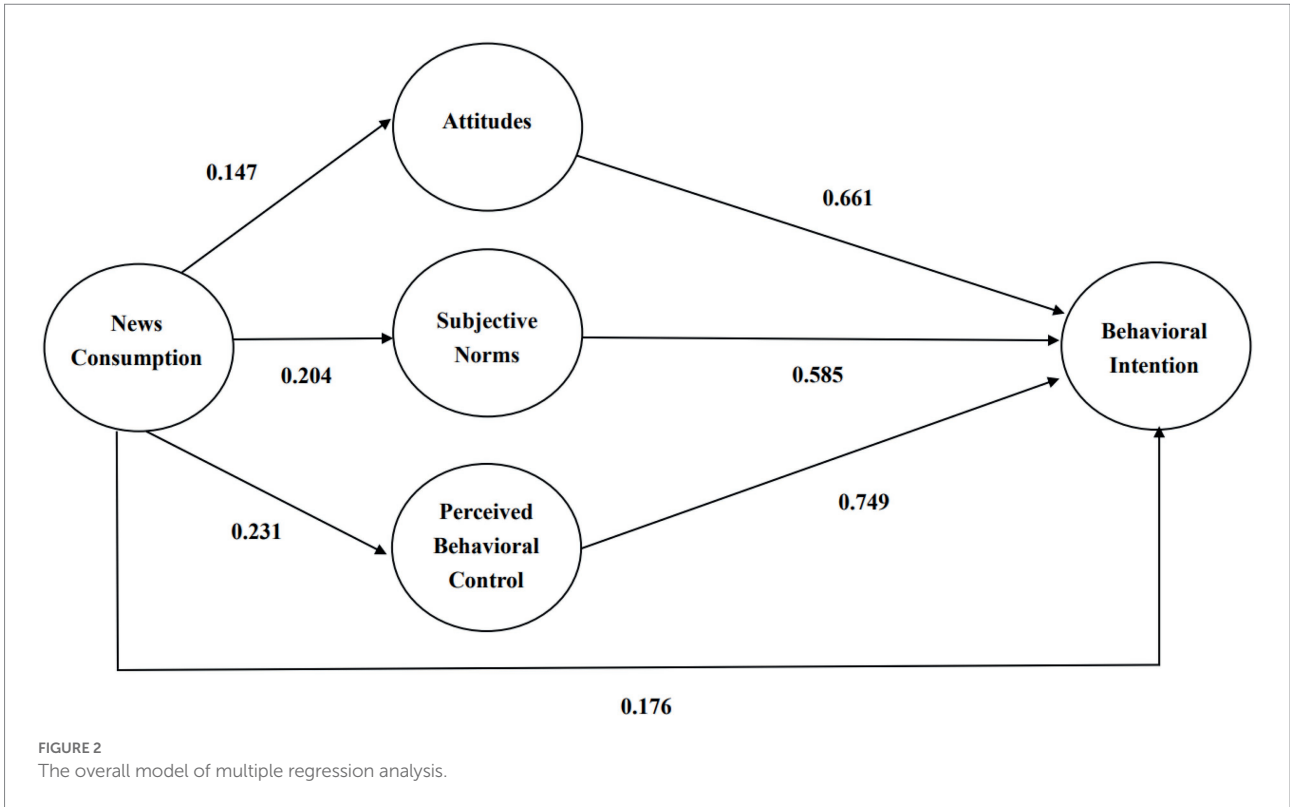 Attitudes
0.147
0.661
News
Consumption
Subjective
Norms
Behavioral
Intention
0.204
0.585
Perceived
Behavioral
Control
0.231
0.749
0.176
FIGURE 2
The overall model of multiple regression analysis.